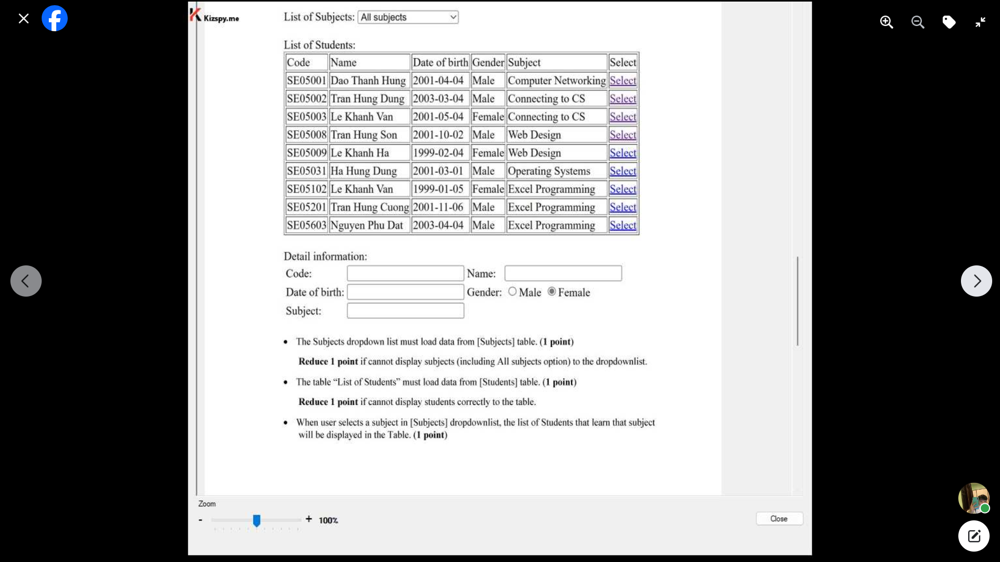 Kizspy.me
List of Subjects: All subjects
List of Students:
Code Name Date of birth Gender Subject Select
SE05001 Dao Thanh Hung 2001-04-04 Male Computer Networking Select
SE05002 Tran Hung Dung 2003-03-04 Male Connecting to CS Select
SE05003 Le Khanh Van 2001-05-04 Female Connecting to CS Select
SE05008 Tran Hung Son 2001-10-02 Male Web Design Select
SE05009 Le Khanh Ha 1999-02-04 Female Web Design Select
SE05031 Ha Hung Dung 2001-03-01 Male Operating Systems Select
SE05102 Le Khanh Van 1999-01-05 Female Excel Programming Select
SE05201 Tran Hung Cuong 2001-11-06 Male Excel Programming Select
SE05603 Nguyen Phu Dat 2003-04-04 Male Excel Programming Select
Detail information:
Code: Name:
Date of birth: Gender: Male Female
Subject:
• The Subjects dropdown list must load data from [Subjects] table. (1 point)
Reduce 1 point if cannot display subjects (including All subjects option) to the dropdownlist.
• The table “List of Students” must load data from [Students] table. (1 point)
Reduce 1 point if cannot display students correctly to the table.
• When user selects a subject in [Subjects] dropdownlist, the list of Students that learn that subject
will be displayed in the Table. (1 point)
Zoom
- + 100%
Close